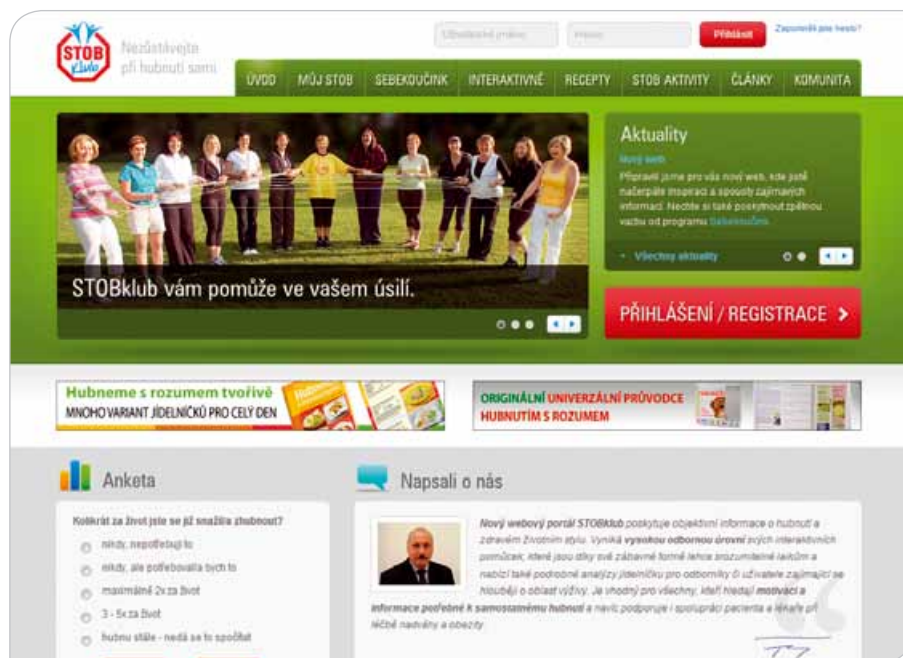 STOB
klub
Nezůstávejte
při hubnutí sami
Uživatelské jméno
Heslo
Přihlásit
Zapomněli jste heslo?
ÚVOD
MŮJ STOB
SEBEKOUČINK
INTERAKTIVNĚ
RECEPTY
STOB AKTIVITY
ČLÁNKY
KOMUNITA
STOBklub vám pomůže ve vašem úsilí.
Aktuality
Nový web
Připravili jsme pro vás nový web, kde jistě
načerpáte inspiraci a spousty zajímavých
informací. Nechte si také poskytnout zpětnou
vazbu od programu Sebekoučink.
Všechny aktuality
PŘIHLÁŠENÍ / REGISTRACE
Hubneme s rozumem tvořivě
MNOHO VARIANT JÍDELNÍČKŮ PRO CELÝ DEN
ORIGINÁLNÍ UNIVERZÁLNÍ PRŮVODCE
HUBNUTÍM S ROZUMEM
Anketa
Kolikrát za život jste se již snažila zhubnout?
nikdy, nepotřebuji to
nikdy, ale potřebovala bych to
maximálně 2x za život
3 - 5x za život
hubnu stále - nedá se to spočítat
Napsali o nás
Nový webový portál STOBklub poskytuje objektivní informace o hubnutí a
zdravém životním stylu. Vyniká vysokou odbornou úrovní svých interaktivních
pomůcek, které jsou díky své zábavné formě lehce srozumitelné laikům a
nabízí také podrobné analýzy jídelníčku pro odborníky či uživatele zajímající se
hlouběji o oblast výživy. Je vhodný pro všechny, kteří hledají motivaci a
informace potřebné k samostatnému hubnutí a navíc podporuje i spolupráci pacienta a lékaře při
léčbě nadváhy a obezity.